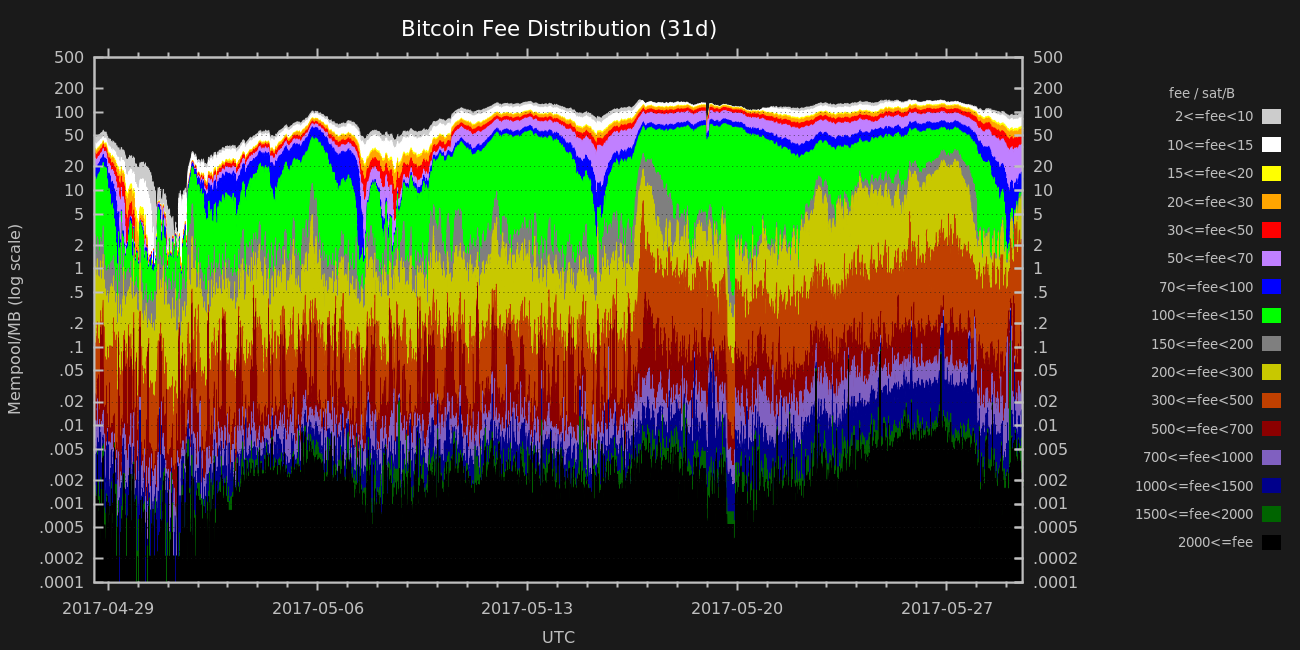 Bitcoin Fee Distribution (31d)
500
200
100
50
20
10
5
2
1
.5
.2
.1
.05
.02
.01
.005
.002
.001
.0005
.0002
.0001
Mempool/MB (log scale)
500
200
100
50
20
10
5
2
1
.5
.2
.1
.05
.02
.01
.005
.002
.001
.0005
.0002
.0001
2017-04-29 2017-05-06 2017-05-13 2017-05-20 2017-05-27
UTC
fee / sat/B
2<=fee<10
10<=fee<15
15<=fee<20
20<=fee<30
30<=fee<50
50<=fee<70
70<=fee<100
100<=fee<150
150<=fee<200
200<=fee<300
300<=fee<500
500<=fee<700
700<=fee<1000
1000<=fee<1500
1500<=fee<2000
2000<=fee